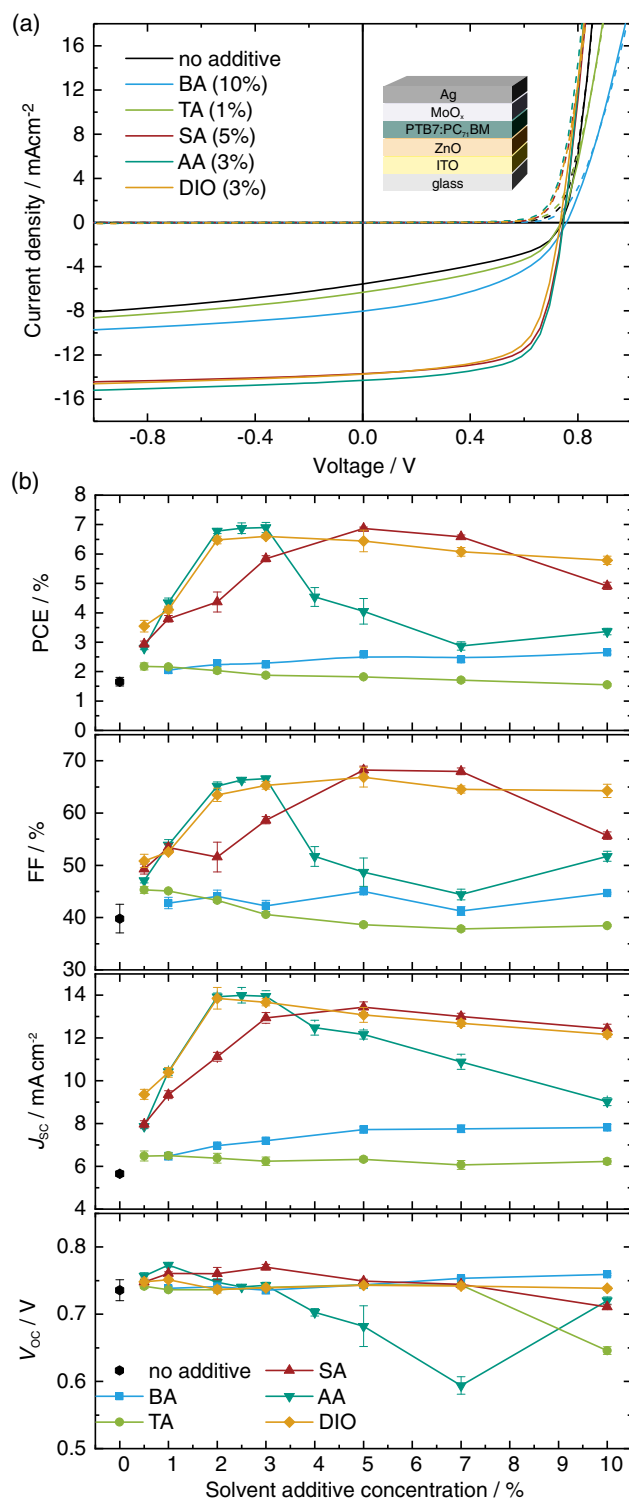 (a)
no additive
BA (10%)
TA (1%)
SA (5%)
AA (3%)
DIO (3%)
Ag
MoOₓ
PTB7:PC₇₁BM
ZnO
ITO
glass
16
12
8
4
0
-4
-8
-12
-16
Current density / mAcm⁻²
-0.8
-0.4
0.0
0.4
0.8
Voltage / V
(b)
8
7
6
5
4
3
2
1
0
PCE / %
70
60
50
40
30
FF / %
14
12
10
8
6
4
J_SC / mA cm⁻²
0.8
0.7
0.6
0.5
V_OC / V
no additive
BA
TA
SA
AA
DIO
0 1 2 3 4 5 6 7 8 9 10
Solvent additive concentration / %